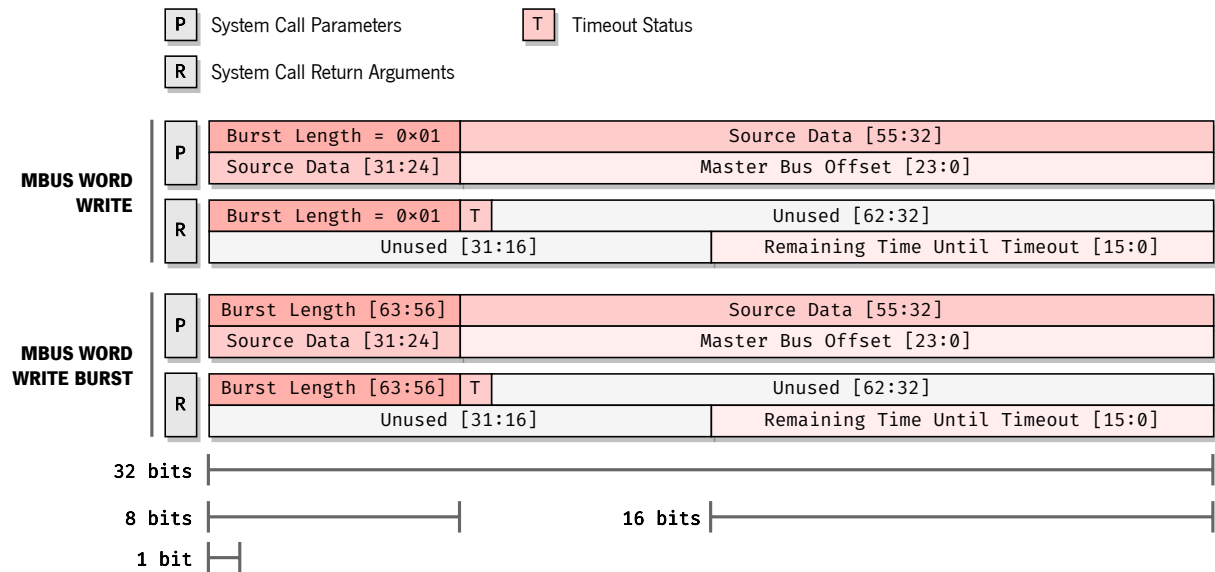 P System Call Parameters T Timeout Status
R System Call Return Arguments
MBUS WORD
WRITE
P
Burst Length = 0×01 Source Data [55:32]
Source Data [31:24] Master Bus Offset [23:0]
R
Burst Length = 0×01 T Unused [62:32]
Unused [31:16] Remaining Time Until Timeout [15:0]
MBUS WORD
WRITE BURST
P
Burst Length [63:56] Source Data [55:32]
Source Data [31:24] Master Bus Offset [23:0]
R
Burst Length [63:56] T Unused [62:32]
Unused [31:16] Remaining Time Until Timeout [15:0]
32 bits
8 bits 16 bits
1 bit